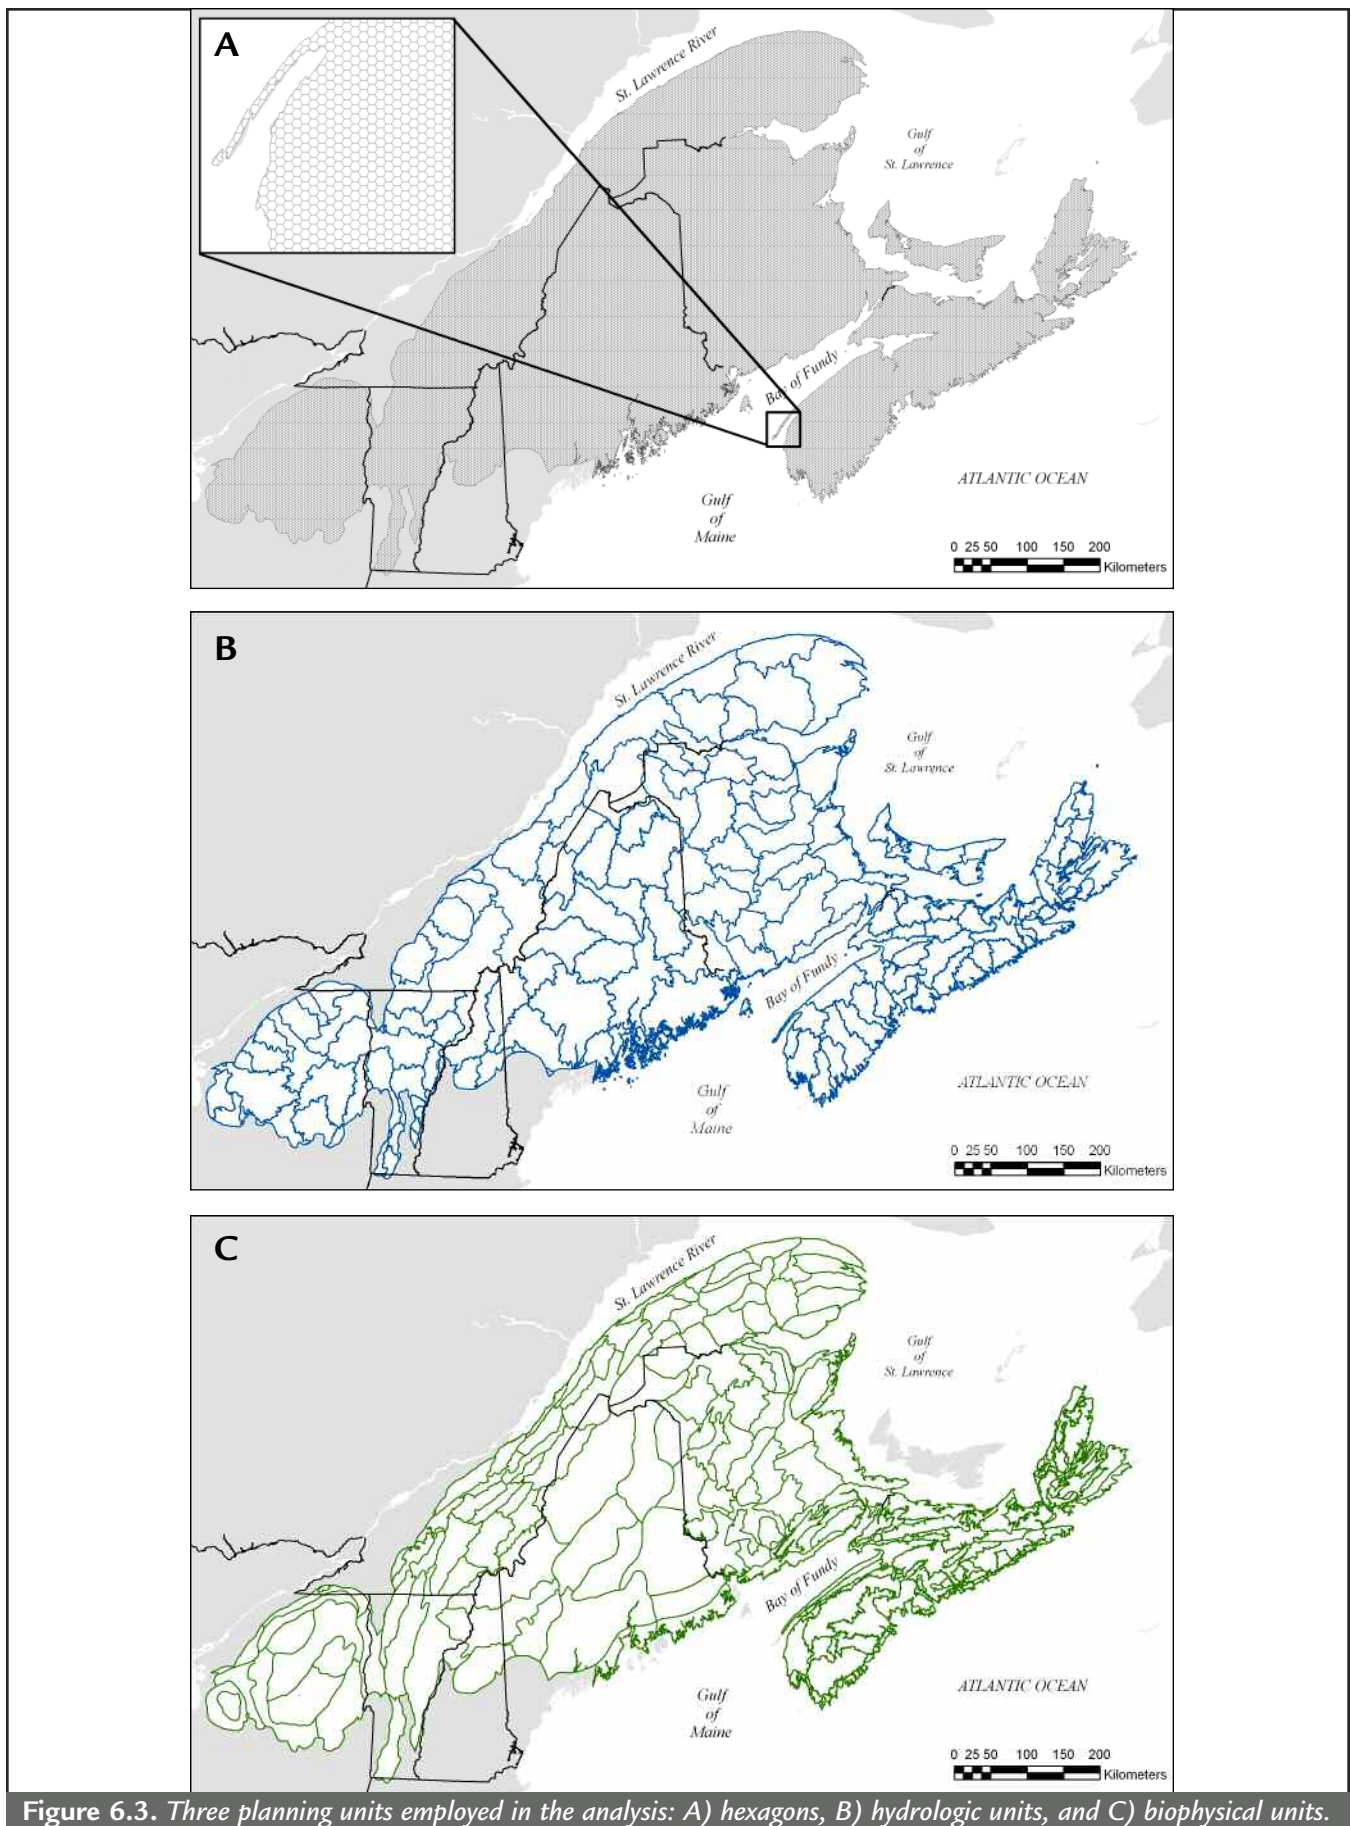 A
St. Lawrence River
Gulf
of
St. Lawrence
Bay of Fundy
ATLANTIC OCEAN
Gulf
of
Maine
0 25 50 100 150 200
Kilometers
B
St. Lawrence River
Gulf
of
St. Lawrence
Bay of Fundy
ATLANTIC OCEAN
Gulf
of
Maine
0 25 50 100 150 200
Kilometers
C
St. Lawrence River
Gulf
of
St. Lawrence
Bay of Fundy
ATLANTIC OCEAN
Gulf
of
Maine
0 25 50 100 150 200
Kilometers
Figure 6.3. Three planning units employed in the analysis: A) hexagons, B) hydrologic units, and C) biophysical units.